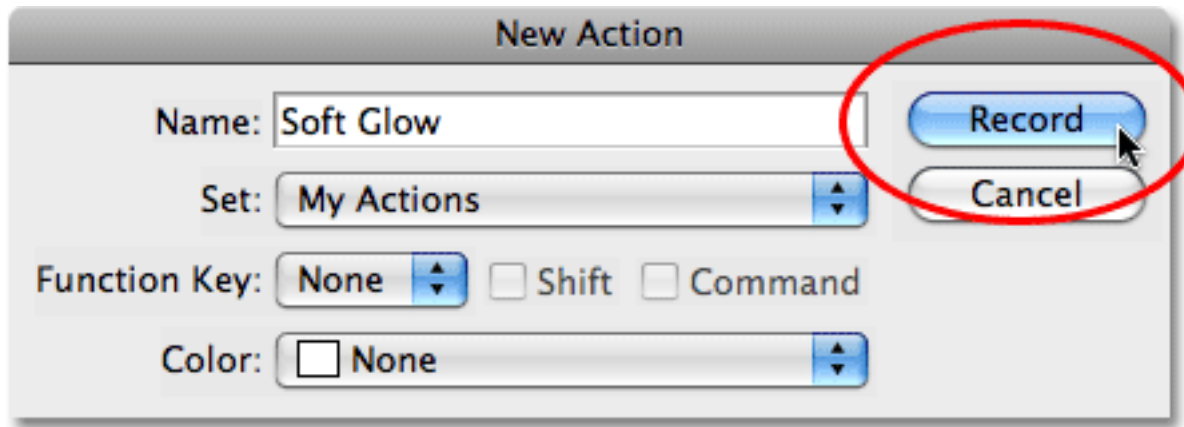 New Action
Name: Soft Glow
Record
Set: My Actions
Cancel
Function Key: None Shift Command
Color: None